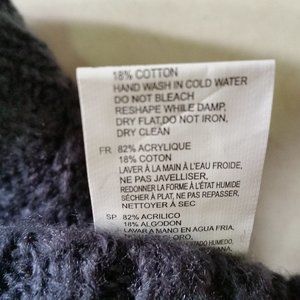 18% COTTON
HAND WASH IN COLD WATER
DO NOT BLEACH
RESHAPE WHILE DAMP,
DRY FLAT,DO NOT IRON,
DRY CLEAN
FR: 82% ACRYLIQUE
18% COTON
LAVER À LA MAIN À L'EAU FROIDE,
NE PAS JAVELLISER,
REDONNER LA FORME À L'ÉTAT HUMIDE
SÉCHER À PLAT, NE PAS REPASSER,
NETTOYER À SEC
SP: 82% ACRILICO
18% ALGODON
LAVAR A MANO EN AGUA FRIA,
CLORO,
HUMEDO,